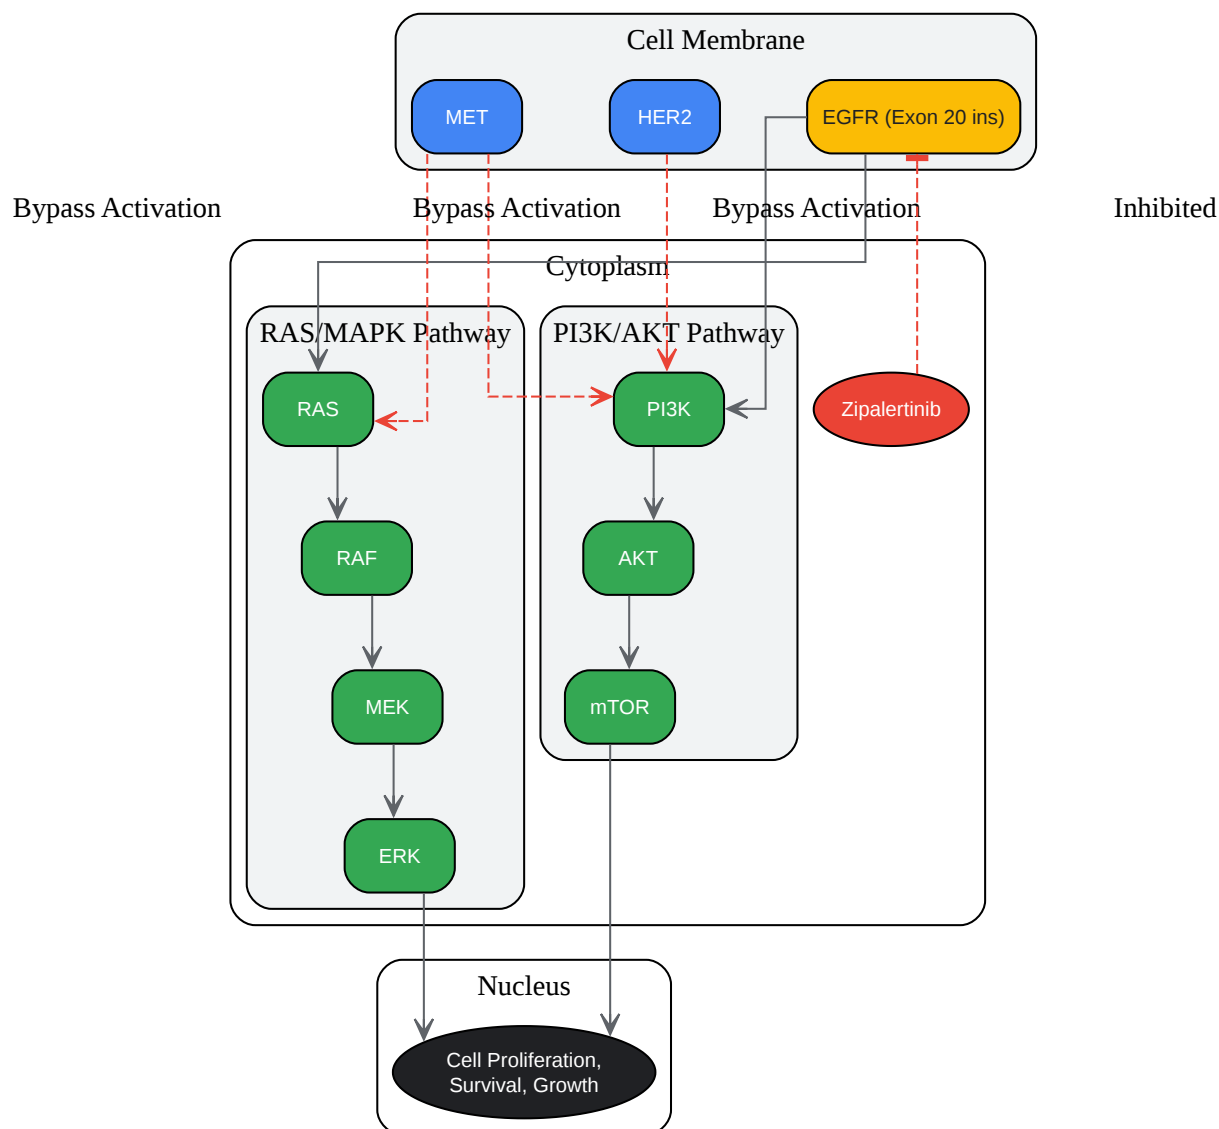 Cell Membrane
MET
HER2
EGFR (Exon 20 ins)
Bypass Activation
Bypass Activation
Bypass Activation
Inhibited
Cytoplasm
RAS/MAPK Pathway
PI3K/AKT Pathway
RAS
PI3K
Zipalertinib
RAF
AKT
MEK
mTOR
ERK
Nucleus
Cell Proliferation,
Survival, Growth